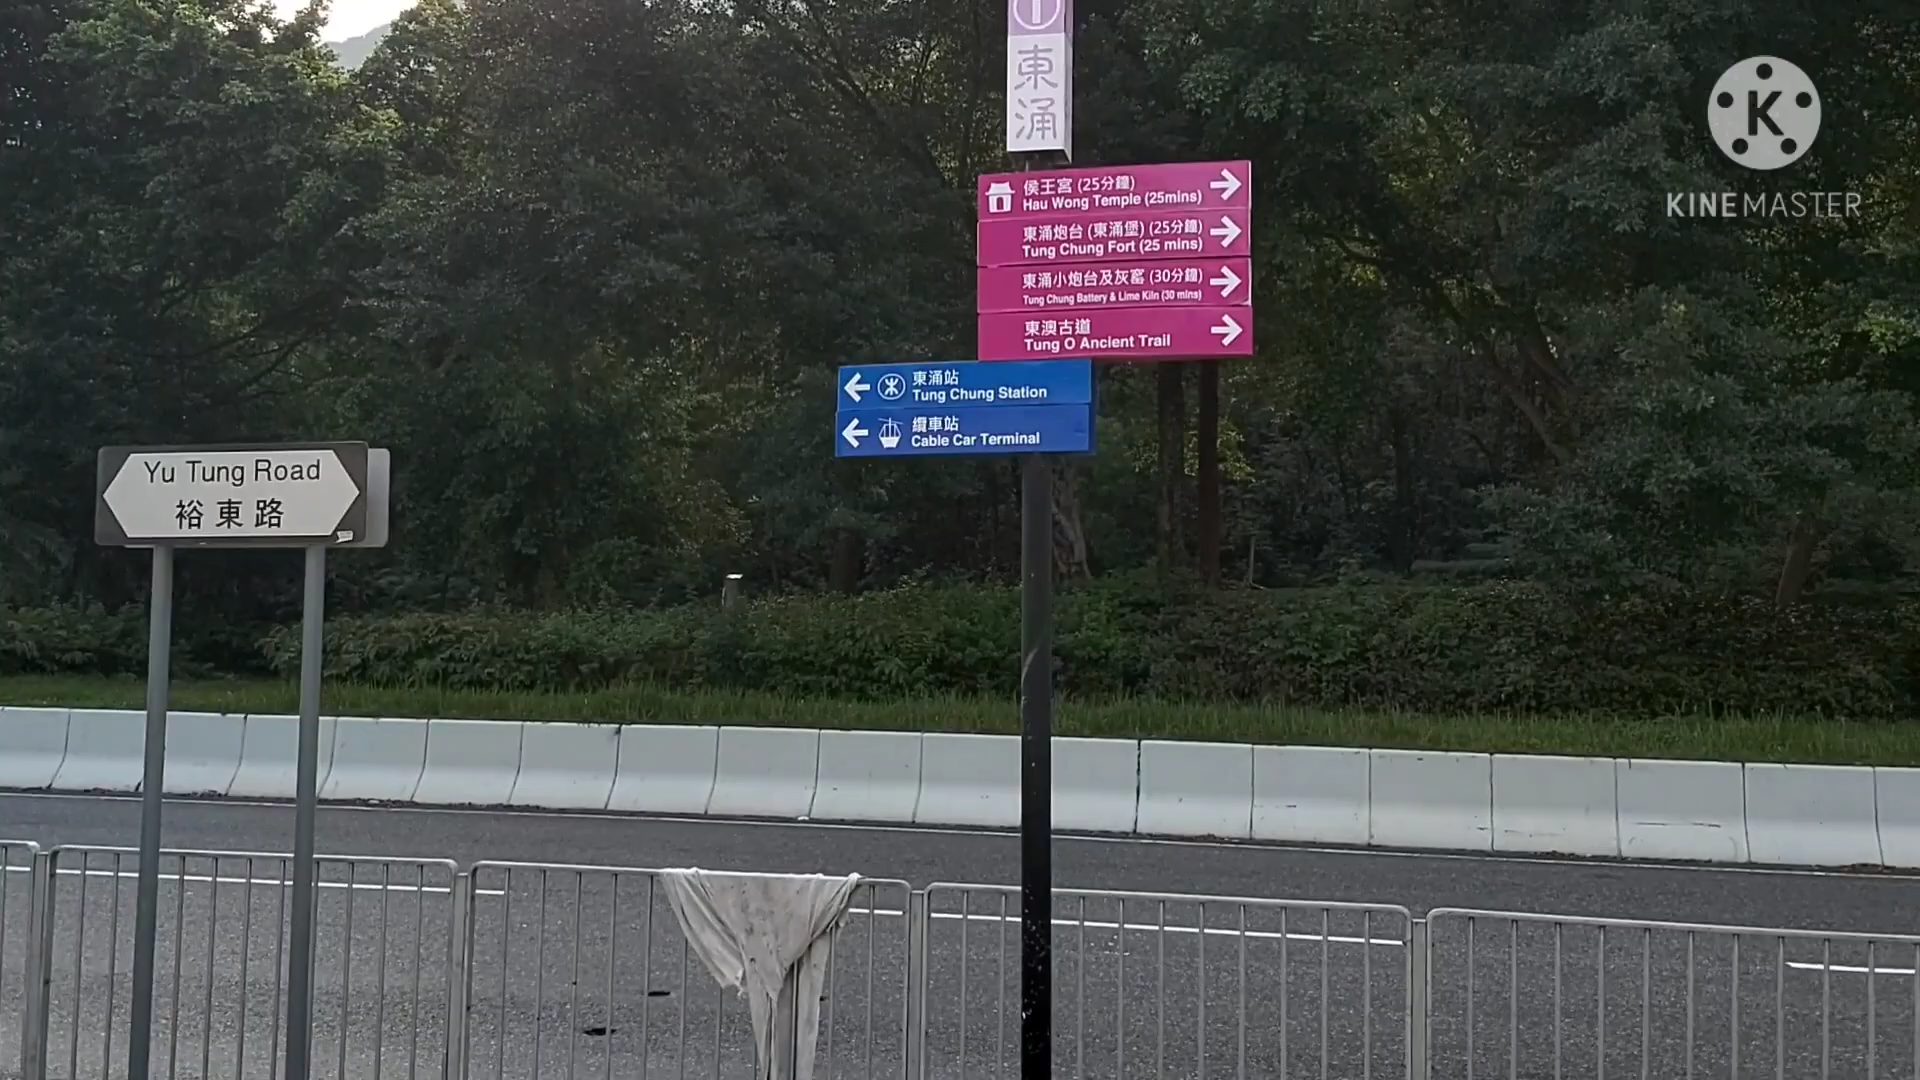 東
涌
侯王宮 (25分鐘)
Hau Wong Temple (25mins)
東涌炮台 (東涌堡) (25分鐘)
Tung Chung Fort (25 mins)
東涌小炮台及灰窰 (30分鐘)
Tung Chung Battery & Lime Kiln (30 mins)
東澳古道
Tung O Ancient Trail
東涌站
Tung Chung Station
纜車站
Cable Car Terminal
Yu Tung Road
裕東路
K
KINEMASTER